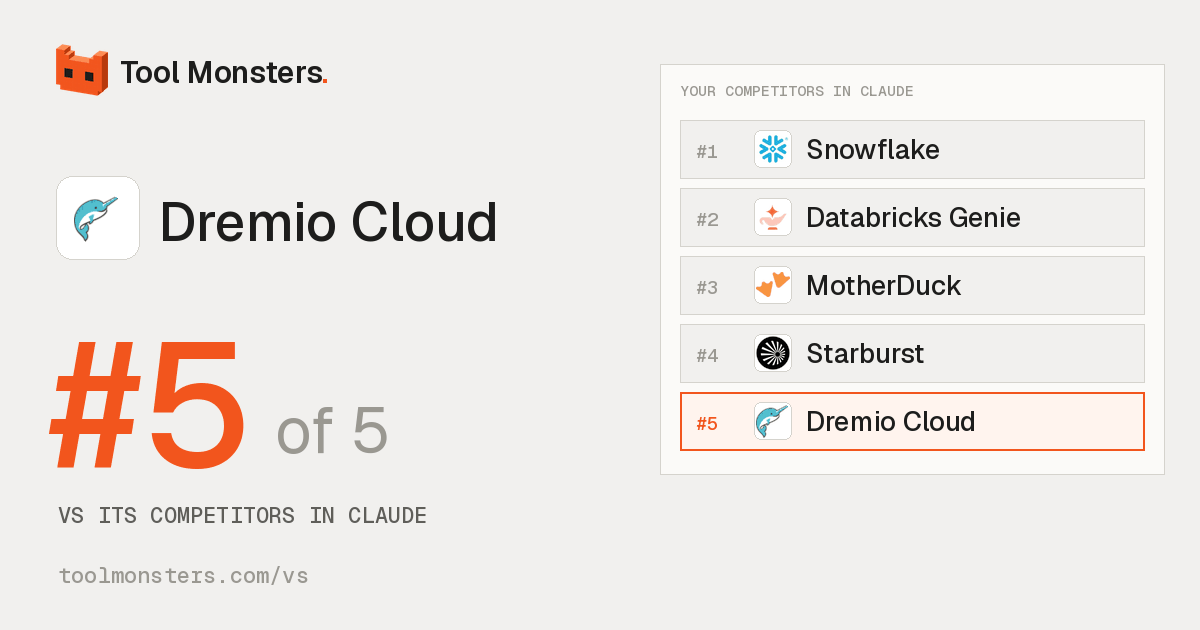 Tool Monsters.
Dremio Cloud
#5 of 5
VS ITS COMPETITORS IN CLAUDE
toolmonsters.com/vs
YOUR COMPETITORS IN CLAUDE
#1 Snowflake
#2 Databricks Genie
#3 MotherDuck
#4 Starburst
#5 Dremio Cloud